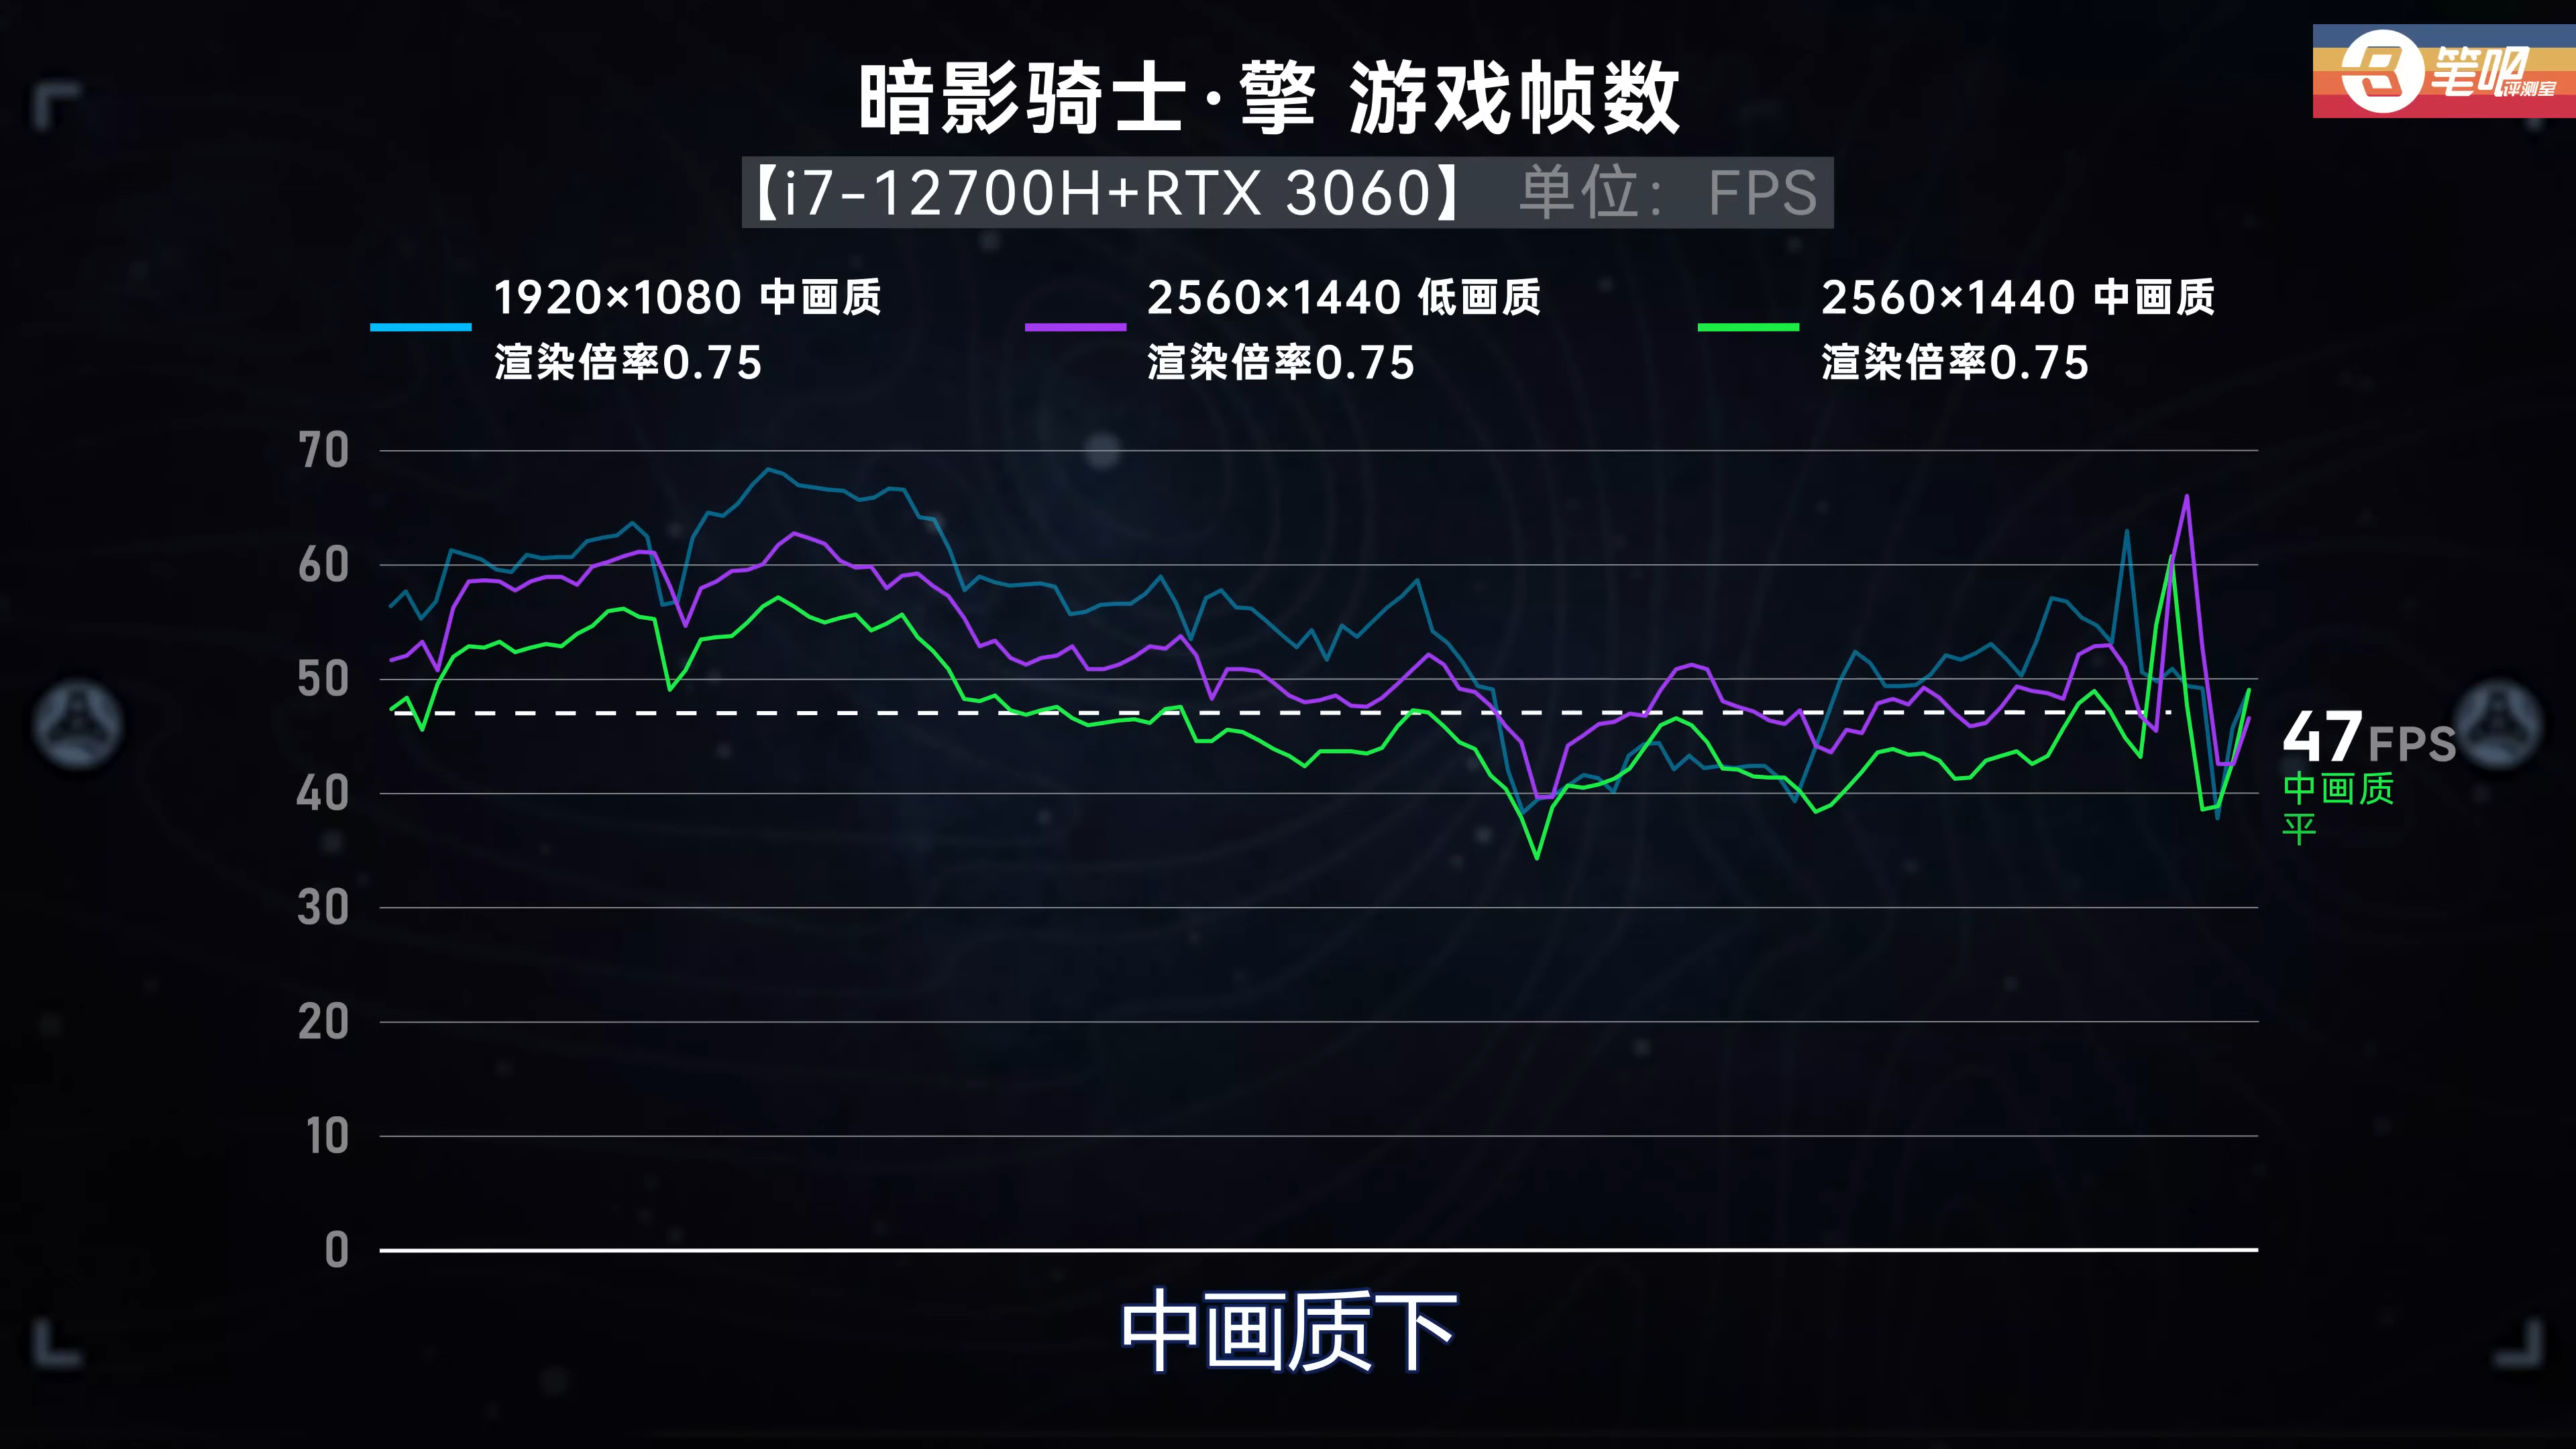 笔吧评测室
暗影骑士·擎 游戏帧数
【i7-12700H+RTX 3060】 单位: FPS
1920×1080 中画质
渲染倍率0.75
2560×1440 低画质
渲染倍率0.75
2560×1440 中画质
渲染倍率0.75
70
60
50
40
30
20
10
0
47FPS
中画质
平
中画质下